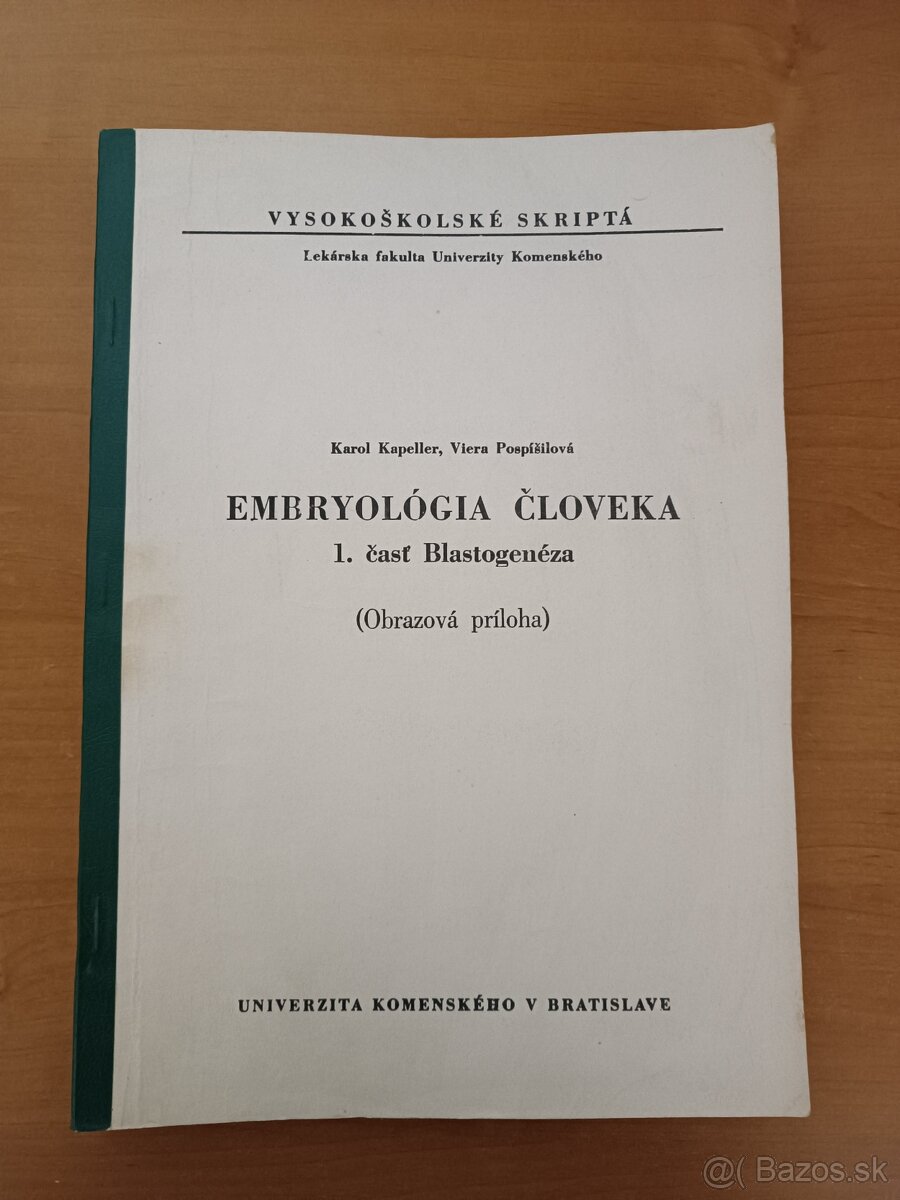 VYSOKOŠKOLSKÉ SKRIPTÁ
Lekárska fakulta Univerzity Komenského
Karol Kapeller, Viera Pospíšilová
EMBRYOLÓGIA ČLOVEKA
1. časť Blastogenéza
(Obrazová príloha)
UNIVERZITA KOMENSKÉHO V BRATISLAVE
@( Bazos.sk